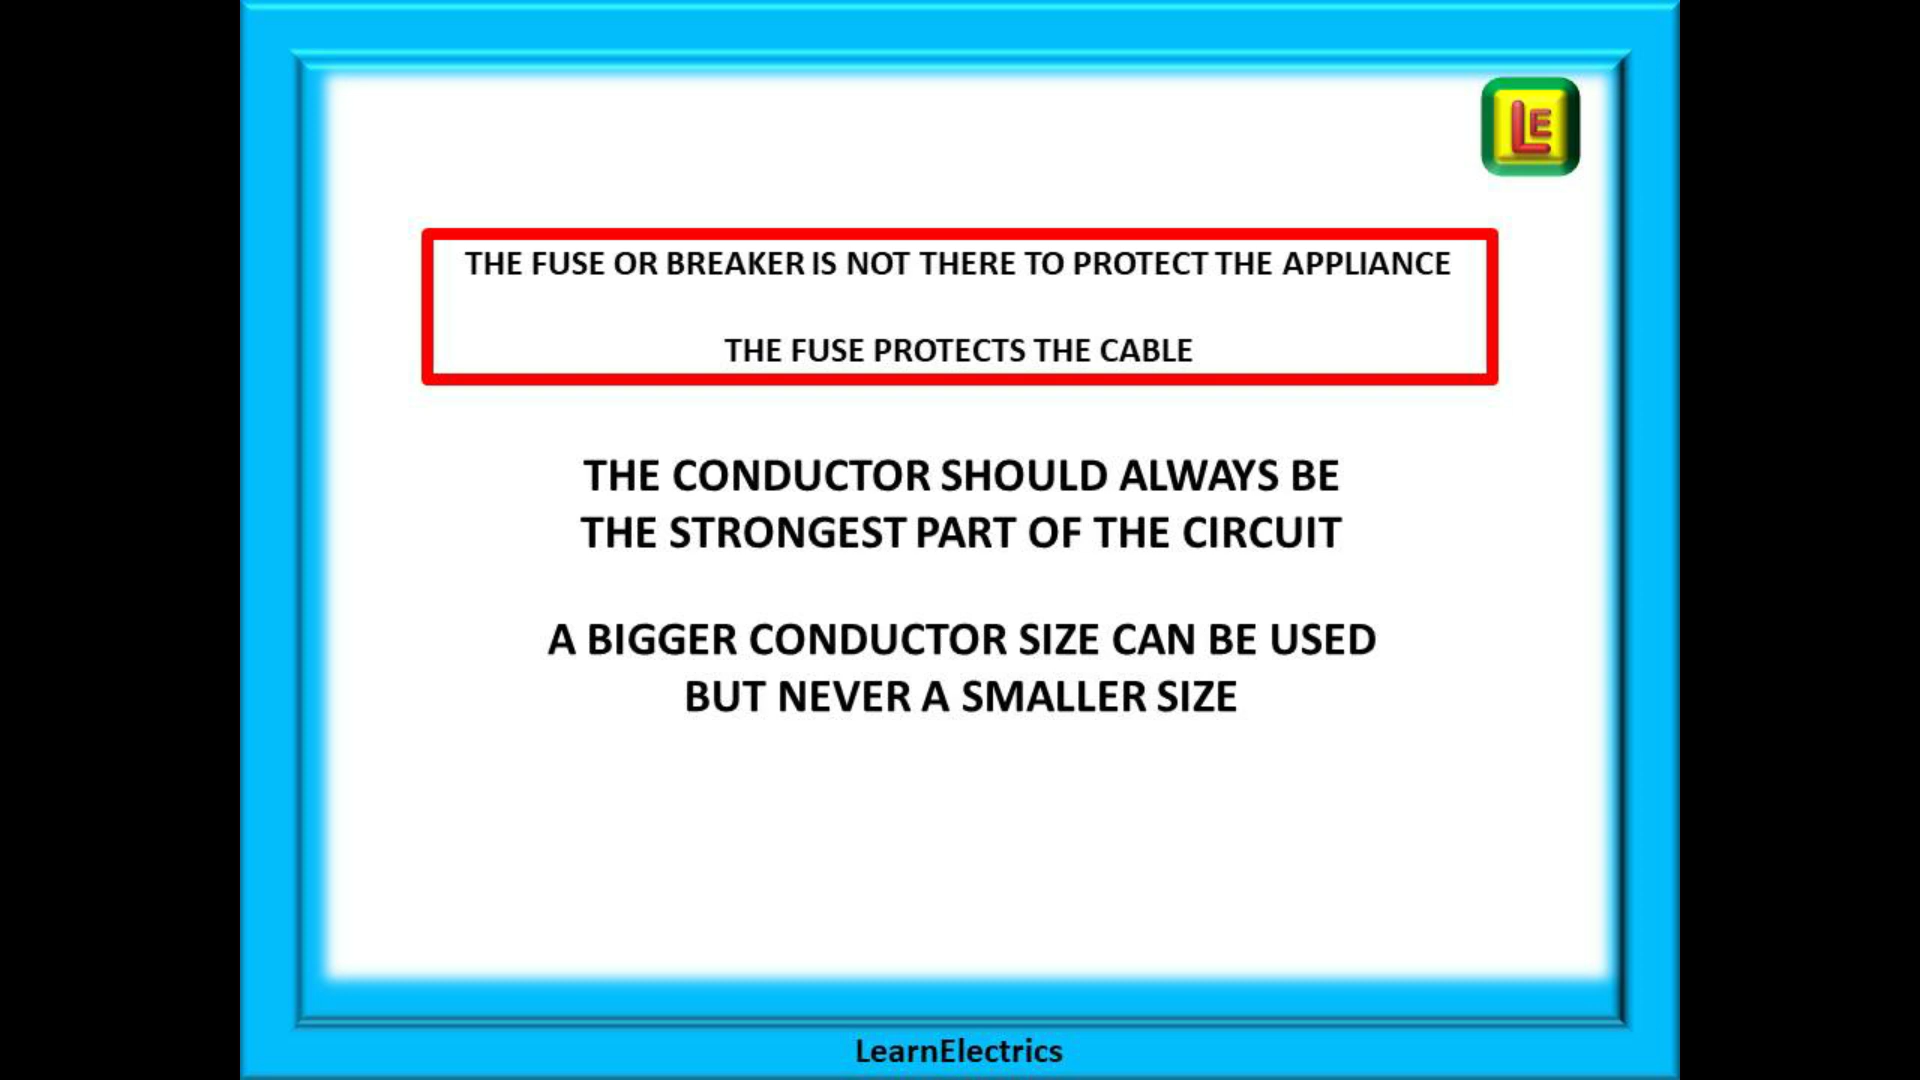 LE
THE FUSE OR BREAKER IS NOT THERE TO PROTECT THE APPLIANCE
THE FUSE PROTECTS THE CABLE
THE CONDUCTOR SHOULD ALWAYS BE
THE STRONGEST PART OF THE CIRCUIT
A BIGGER CONDUCTOR SIZE CAN BE USED
BUT NEVER A SMALLER SIZE
LearnElectrics